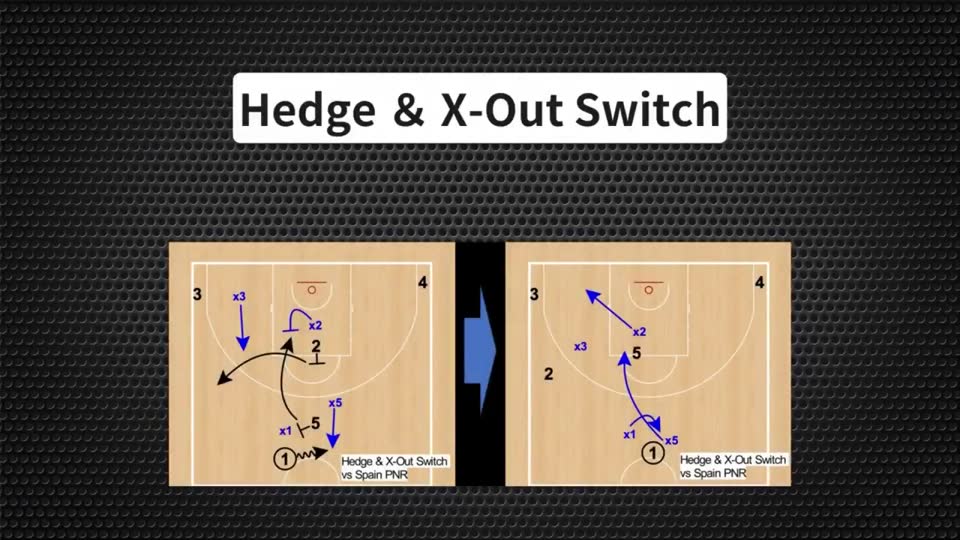 Hedge & X-Out Switch
3
x3
4
x2
2
x5
x1
5
1
Hedge & X-Out Switch
vs Spain PNR
3
4
x2
x3
5
2
x1
x5
1
Hedge & X-Out Switch
vs Spain PNR